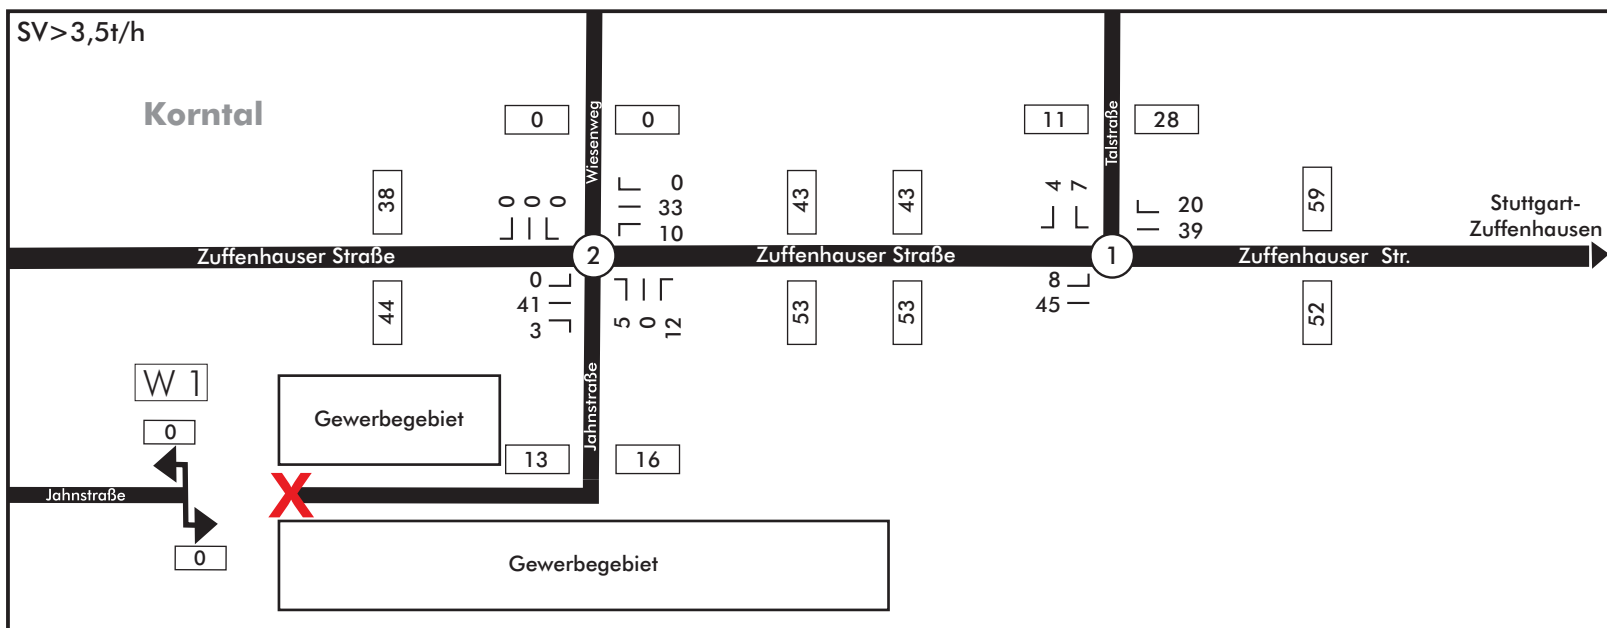 SV>3,5t/h
Korntal
0
0
11
28
Wiesenweg
Talstraße
38
0 0 0
0
33
10
43
43
4 7
20
39
59
Stuttgart-
Zuffenhausen
Zuffenhauser Straße
2
Zuffenhauser Straße
1
Zuffenhauser Str.
44
0
41
3
5 0 12
53
53
8
45
52
Jahnstraße
W 1
0
Gewerbegebiet
13
16
Jahnstraße
X
0
Gewerbegebiet